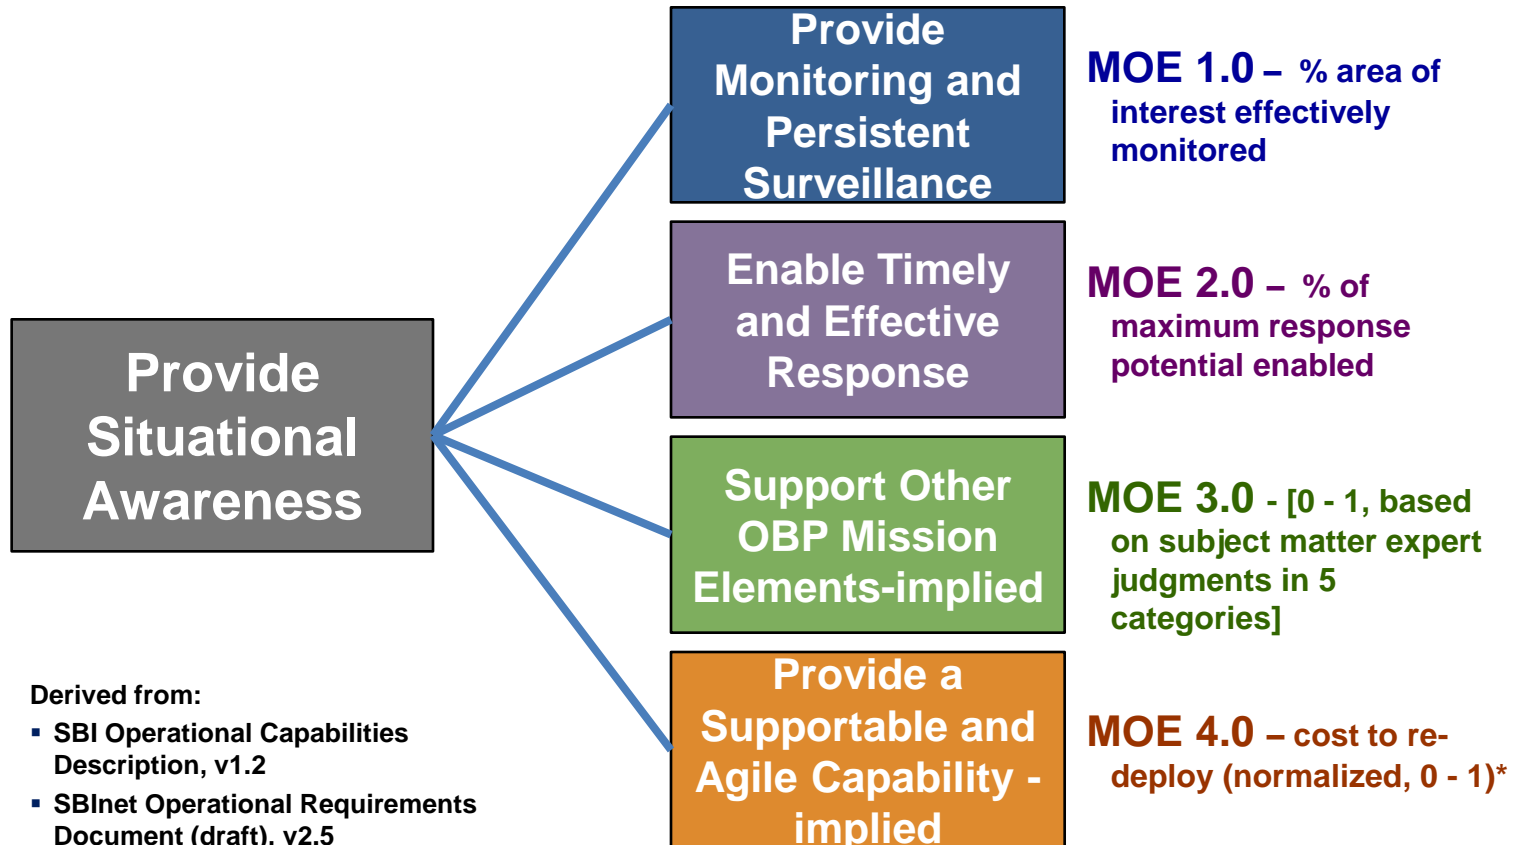 Provide
Situational
Awareness
Provide
Monitoring and
Persistent
Surveillance
MOE 1.0 – % area of
interest effectively
monitored
Enable Timely
and Effective
Response
MOE 2.0 – % of
maximum response
potential enabled
Support Other
OBP Mission
Elements-implied
MOE 3.0 - [0 - 1, based
on subject matter expert
judgments in 5
categories]
Provide a
Supportable and
Agile Capability -
implied
MOE 4.0 – cost to re-
deploy (normalized, 0 - 1)*
Derived from:
▪ SBI Operational Capabilities
Description, v1.2
▪ SBInet Operational Requirements
Document (draft), v2.5